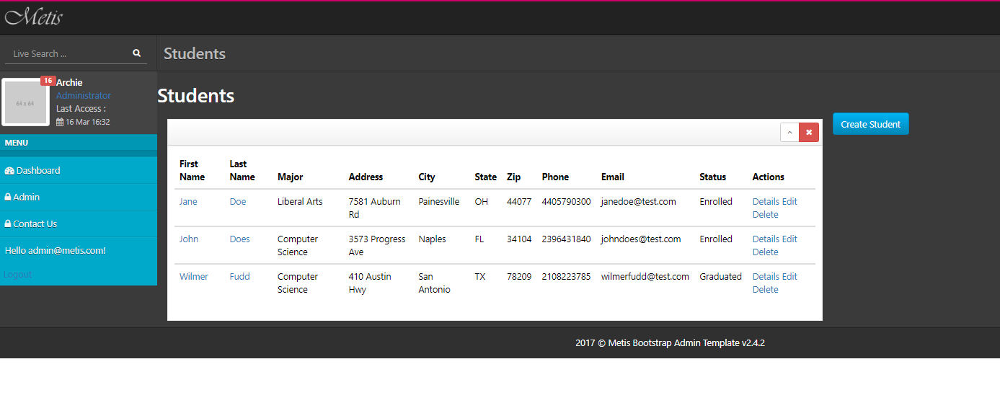 Metis
Live Search ...
Students
16
Archie
Administrator
Last Access :
16 Mar 16:32
64 x 64
MENU
Dashboard
Admin
Contact Us
Hello admin@metis.com!
Logout
Students
Create Student
First Name Last Name Major Address City State Zip Phone Email Status Actions
Jane Doe Liberal Arts 7581 Auburn Rd Painesville OH 44077 4405790300 janedoe@test.com Enrolled Details Edit Delete
John Does Computer Science 3573 Progress Ave Naples FL 34104 2396431840 johndoes@test.com Enrolled Details Edit Delete
Wilmer Fudd Computer Science 410 Austin Hwy San Antonio TX 78209 2108223785 wilmerfudd@test.com Graduated Details Edit Delete
2017 © Metis Bootstrap Admin Template v2.4.2